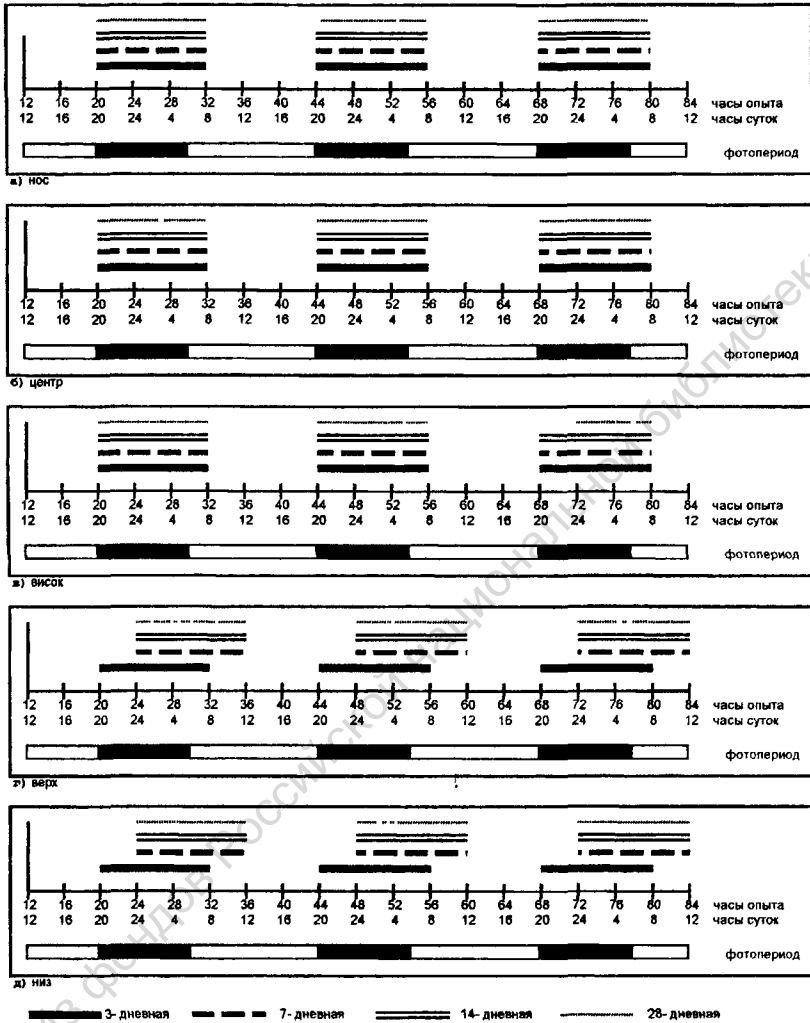 12 16 20 24 28 32 36 40 44 48 52 56 60 64 68 72 76 80 84 часы опыта
12 16 20 24 4 8 12 16 20 24 4 8 12 16 20 24 4 8 12 часы суток
фотопериод
а) нос
12 16 20 24 28 32 36 40 44 48 52 56 60 64 68 72 76 80 84 часы опыта
12 16 20 24 4 8 12 16 20 24 4 8 12 16 20 24 4 8 12 часы суток
фотопериод
б) центр
12 16 20 24 28 32 36 40 44 48 52 56 60 64 68 72 76 80 84 часы опыта
12 16 20 24 4 8 12 16 20 24 4 8 12 16 20 24 4 8 12 часы суток
фотопериод
в) висок
12 16 20 24 28 32 36 40 44 48 52 56 60 64 68 72 76 80 84 часы опыта
12 16 20 24 4 8 12 16 20 24 4 8 12 16 20 24 4 8 12 часы суток
фотопериод
г) верх
12 16 20 24 28 32 36 40 44 48 52 56 60 64 68 72 76 80 84 часы опыта
12 16 20 24 4 8 12 16 20 24 4 8 12 16 20 24 4 8 12 часы суток
фотопериод
д) низ
3- дневная 7- дневная 14- дневная 28- дневная
Из фондов Российской национальной библиотеки